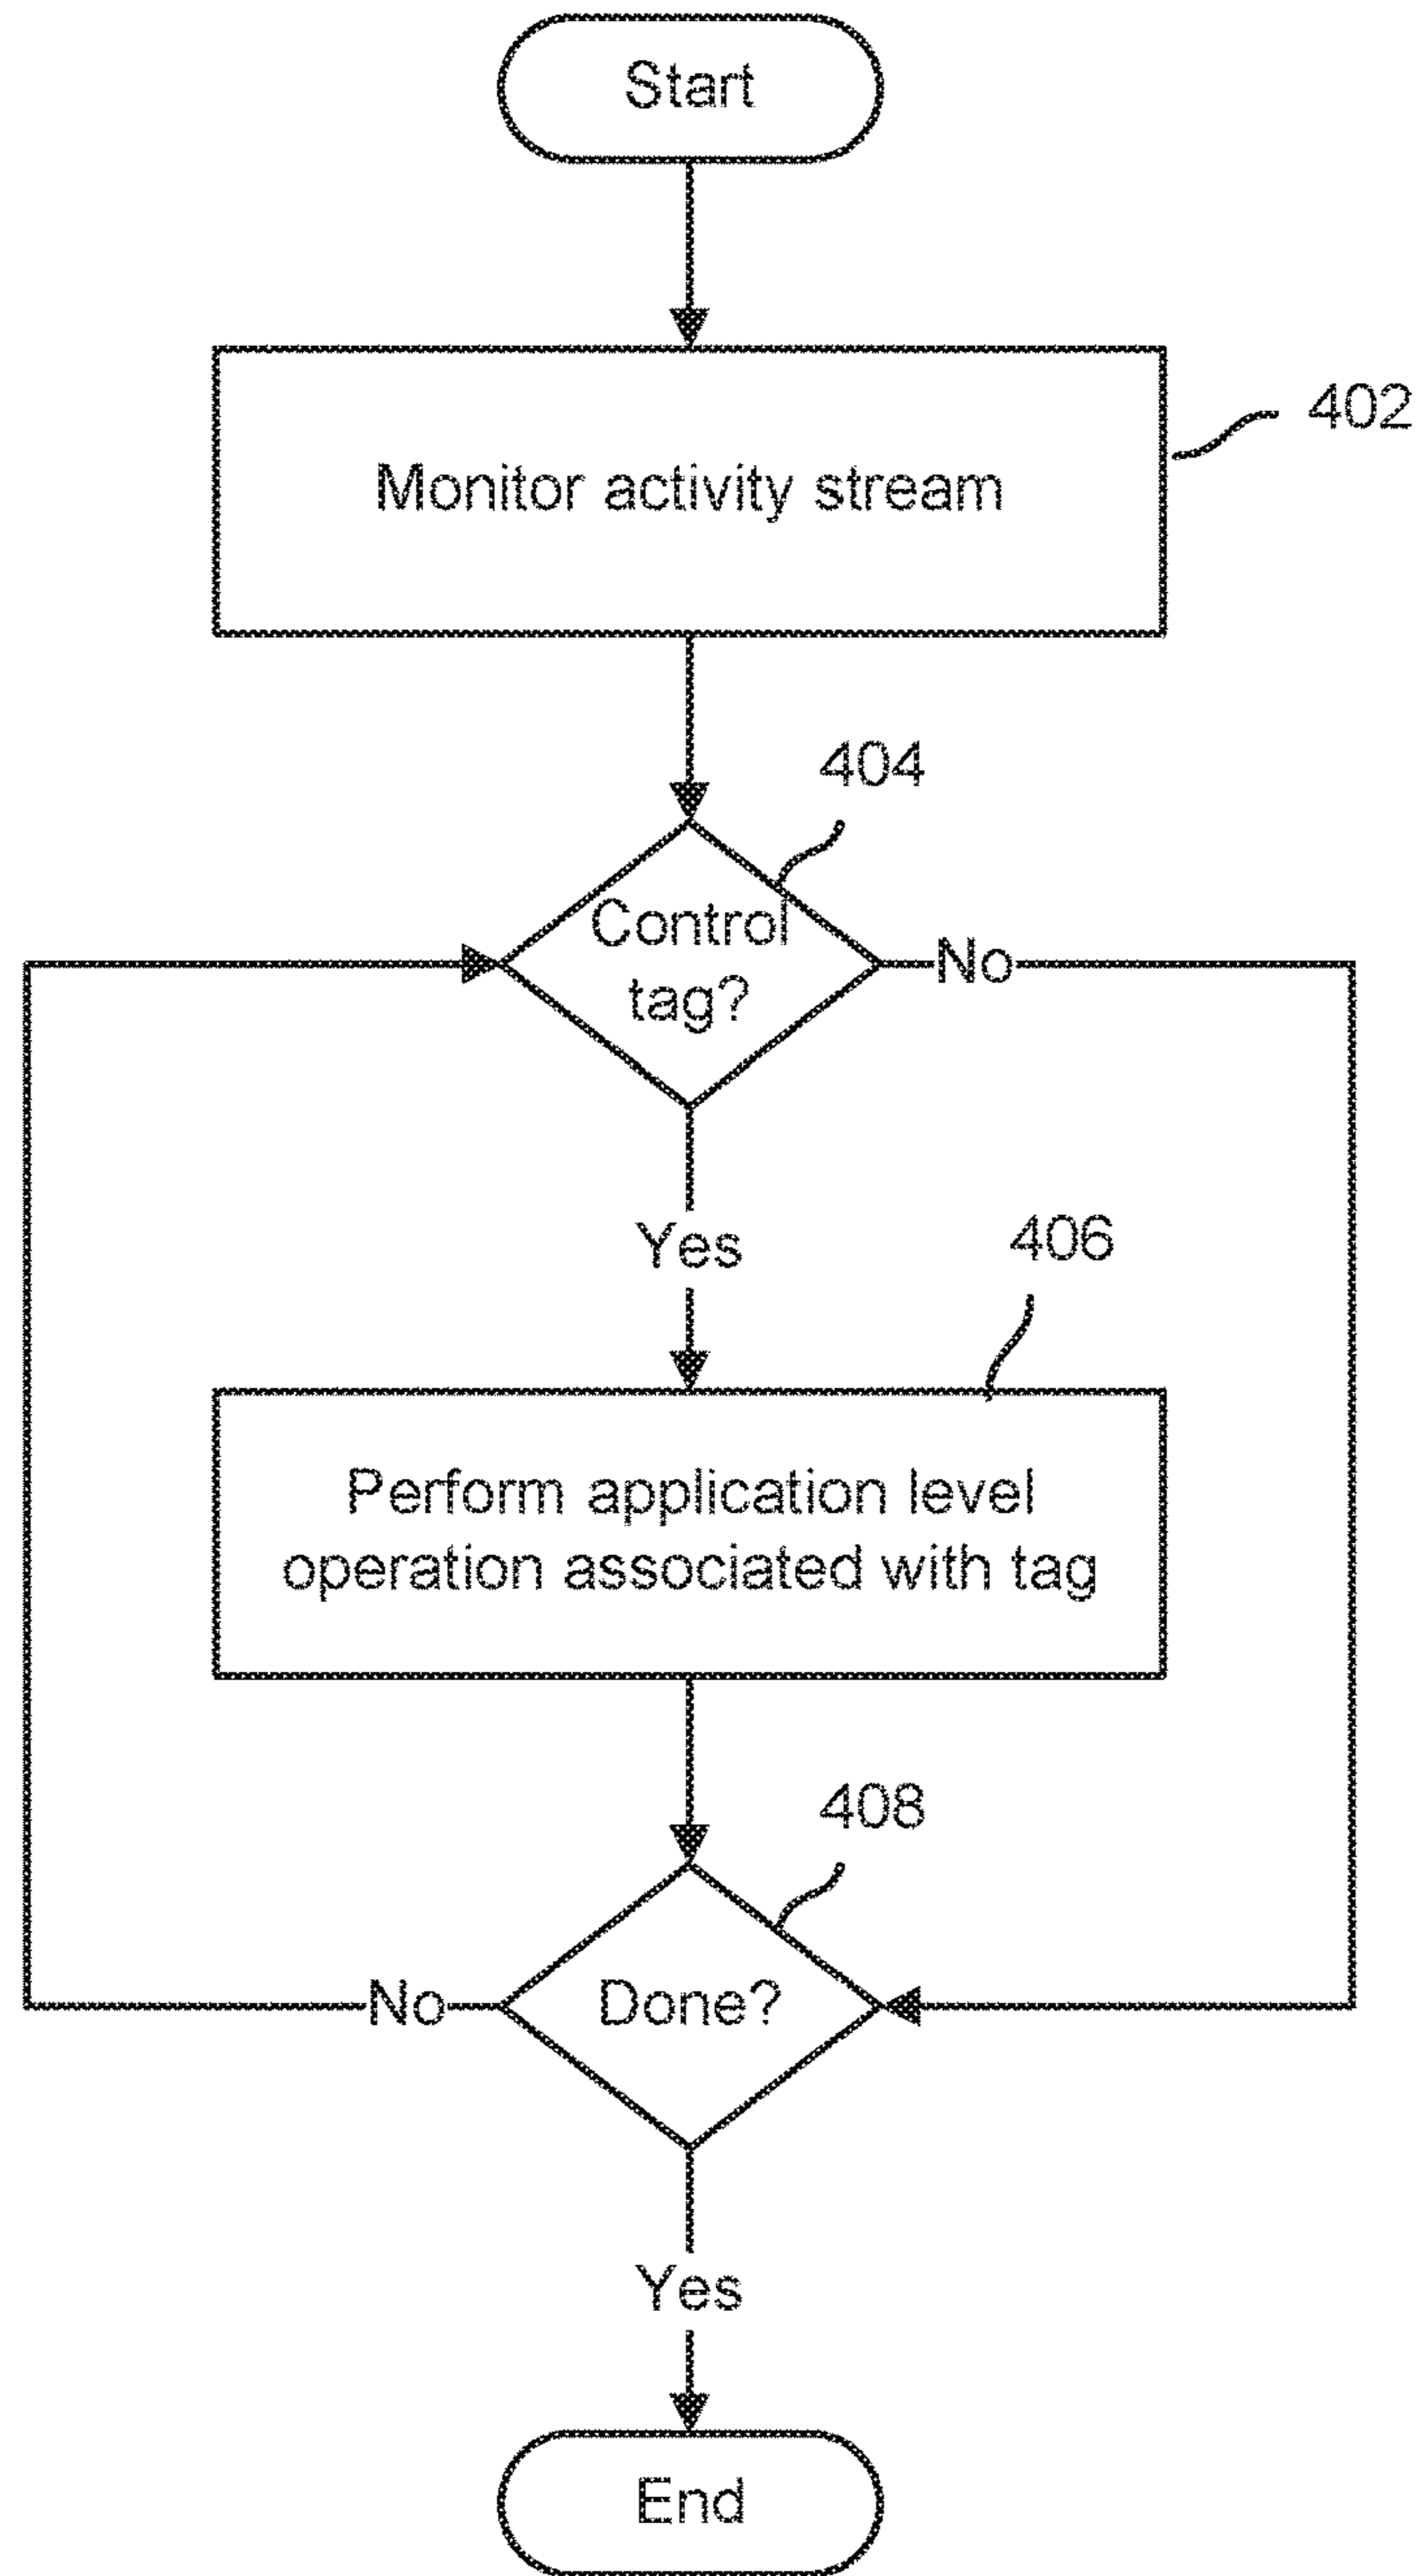 Start
Monitor activity stream
402
404
Control
tag?
No
Yes
406
Perform application level
operation associated with tag
408
No
Done?
Yes
End